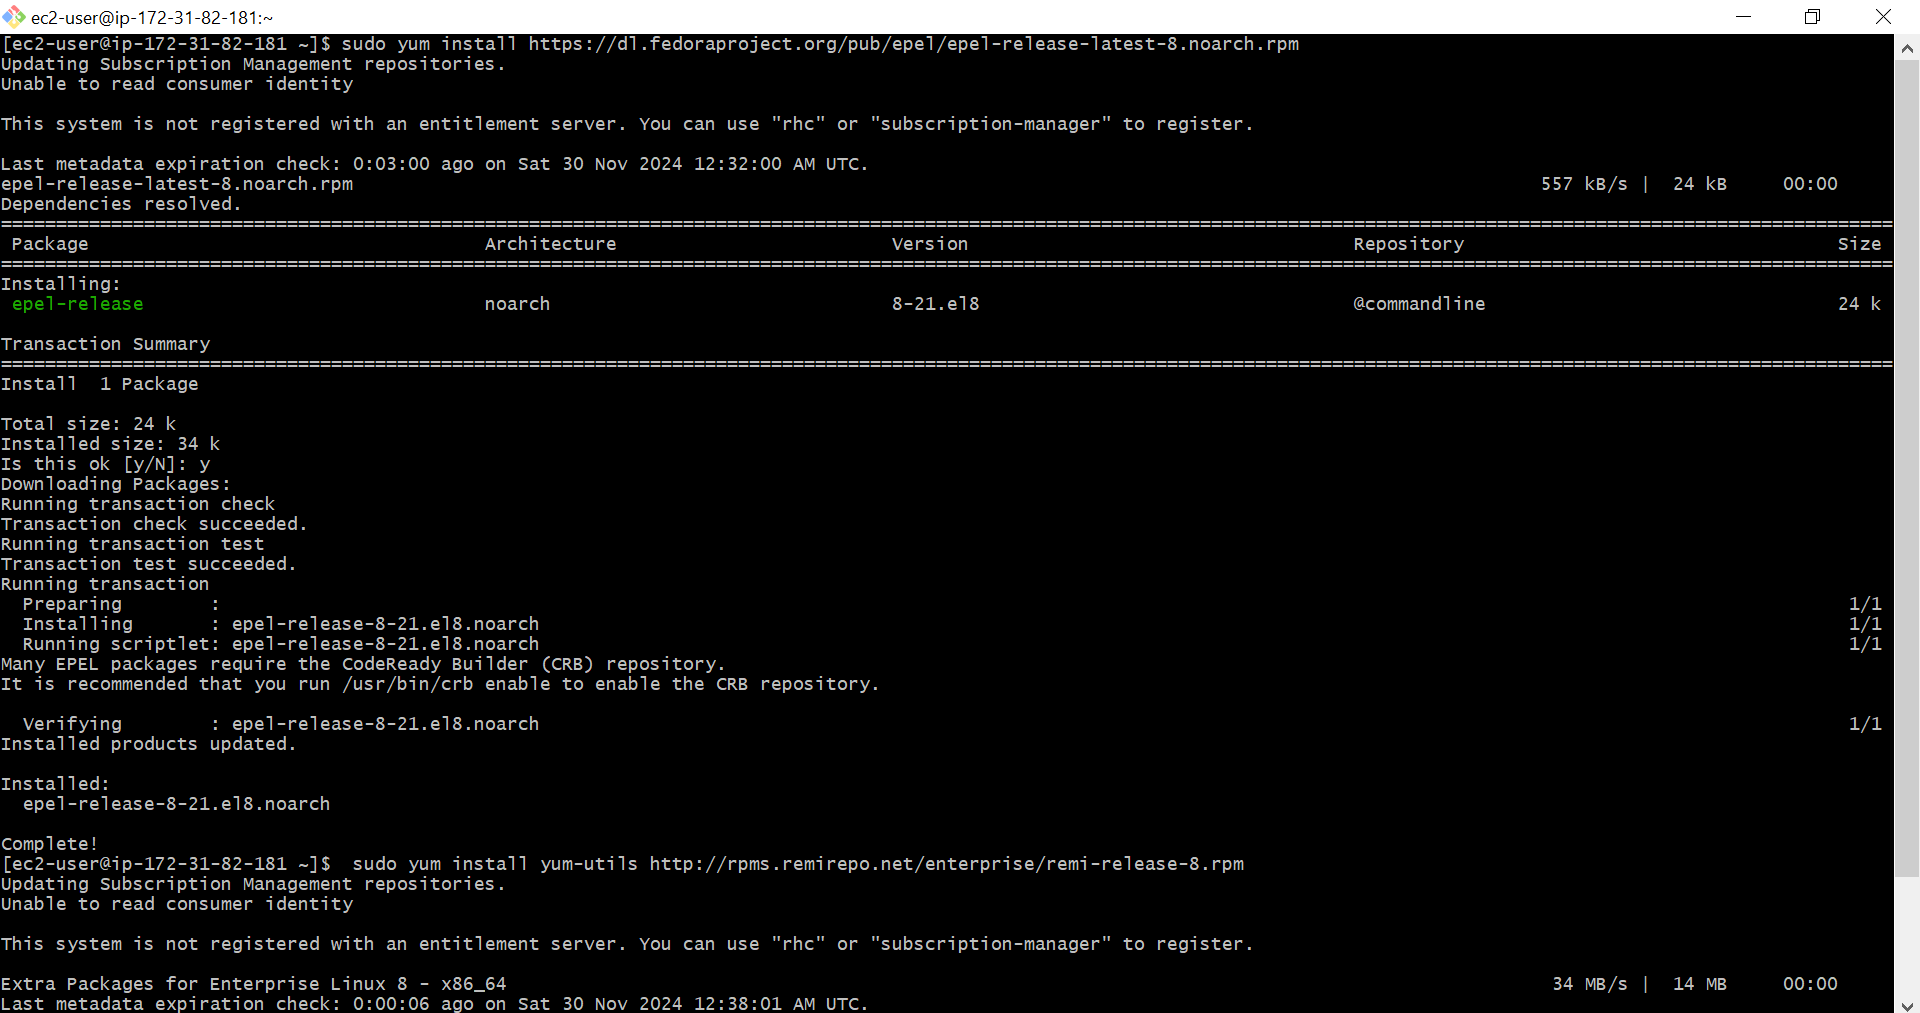 ec2-user@ip-172-31-82-181:~
[ec2-user@ip-172-31-82-181 ~]$ sudo yum install https://dl.fedoraproject.org/pub/epel/epel-release-latest-8.noarch.rpm
Updating Subscription Management repositories.
Unable to read consumer identity
This system is not registered with an entitlement server. You can use "rhc" or "subscription-manager" to register.
Last metadata expiration check: 0:03:00 ago on Sat 30 Nov 2024 12:32:00 AM UTC.
epel-release-latest-8.noarch.rpm 557 kB/s | 24 kB 00:00
Dependencies resolved.
Package Architecture Version Repository Size
Installing:
epel-release noarch 8-21.el8 @commandline 24 k
Transaction Summary
Install 1 Package
Total size: 24 k
Installed size: 34 k
Is this ok [y/N]: y
Downloading Packages:
Running transaction check
Transaction check succeeded.
Running transaction test
Transaction test succeeded.
Running transaction
Preparing : 1/1
Installing : epel-release-8-21.el8.noarch 1/1
Running scriptlet: epel-release-8-21.el8.noarch 1/1
Many EPEL packages require the CodeReady Builder (CRB) repository.
It is recommended that you run /usr/bin/crb enable to enable the CRB repository.
Verifying : epel-release-8-21.el8.noarch 1/1
Installed products updated.
Installed:
epel-release-8-21.el8.noarch
Complete!
[ec2-user@ip-172-31-82-181 ~]$ sudo yum install yum-utils http://rpms.remirepo.net/enterprise/remi-release-8.rpm
Updating Subscription Management repositories.
Unable to read consumer identity
This system is not registered with an entitlement server. You can use "rhc" or "subscription-manager" to register.
Extra Packages for Enterprise Linux 8 - x86_64 34 MB/s | 14 MB 00:00
Last metadata expiration check: 0:00:06 ago on Sat 30 Nov 2024 12:38:01 AM UTC.